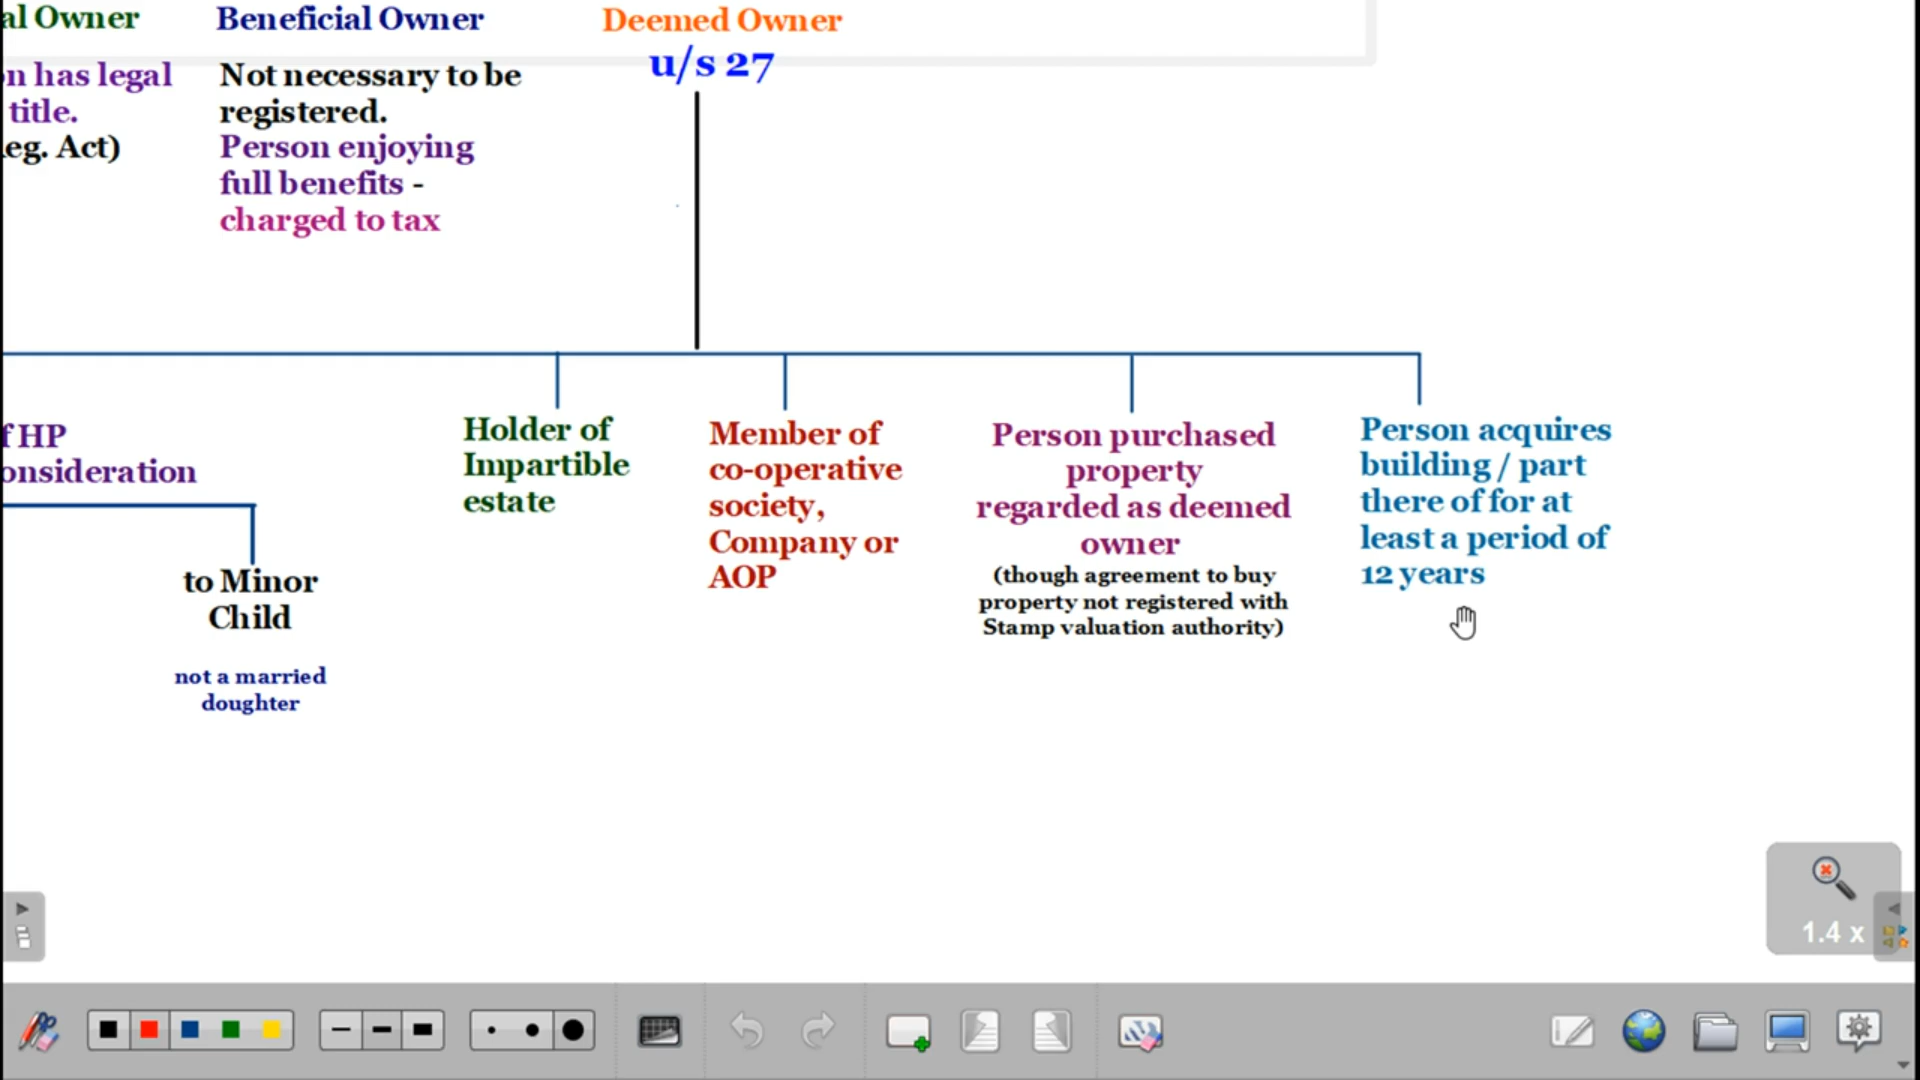 al Owner
on has legal
title.
eg. Act)
Beneficial Owner
Not necessary to be
registered.
Person enjoying
full benefits -
charged to tax
Deemed Owner
u/s 27
f HP
onsideration
to Minor
Child
not a married
doughter
Holder of
Impartible
estate
Member of
co-operative
society,
Company or
AOP
Person purchased
property
regarded as deemed
owner
(though agreement to buy
property not registered with
Stamp valuation authority)
Person acquires
building / part
there of for at
least a period of
12 years
1.4 x